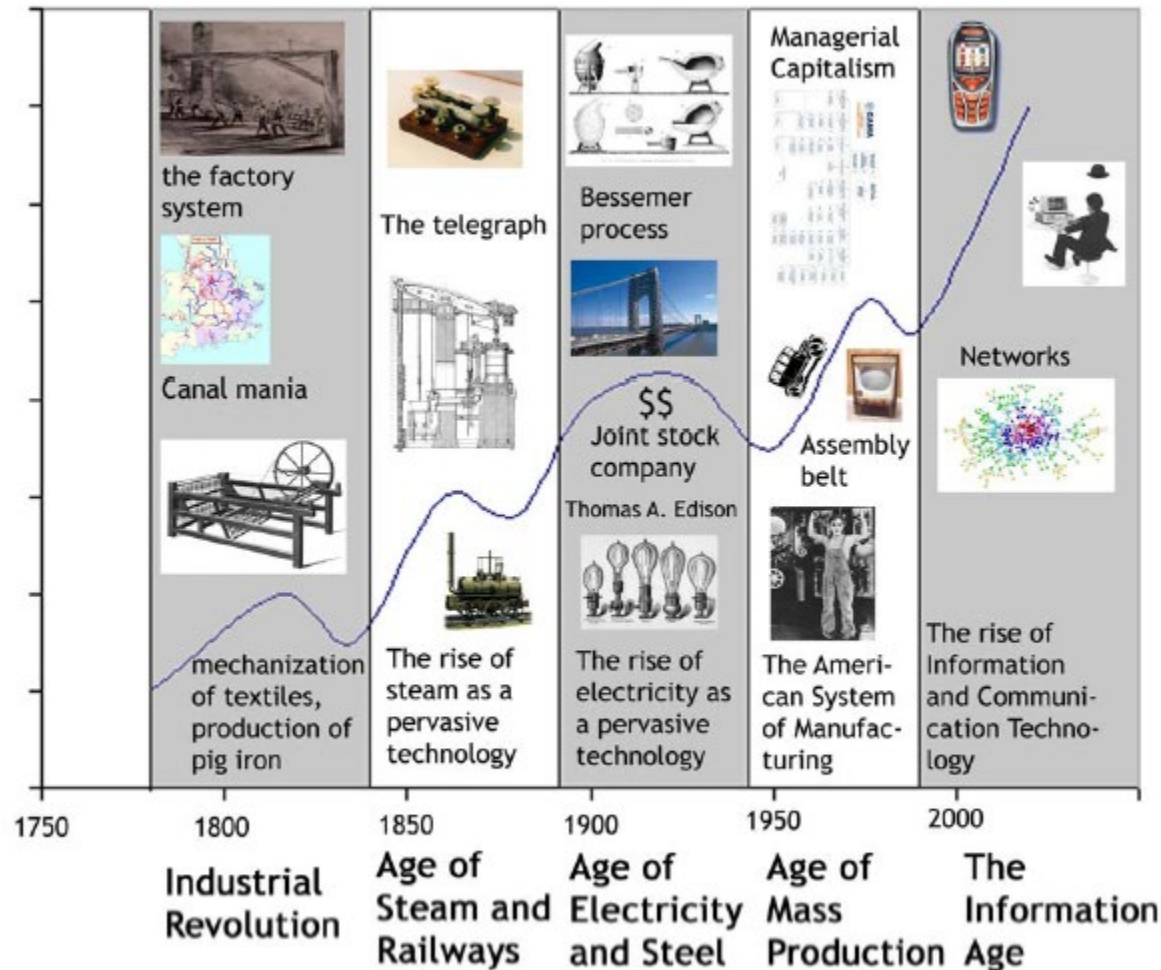 the factory
system
Canal mania
mechanization
of textiles,
production of
pig iron
The telegraph
The rise of
steam as a
pervasive
technology
Bessemer
process
$$
Joint stock
company
Thomas A. Edison
The rise of
electricity as
a pervasive
technology
Managerial
Capitalism
Assembly
belt
The Ameri-
can System
of Manufac-
turing
Networks
The rise of
Information
and Communi-
cation Techno-
logy
1750
1800
1850
1900
1950
2000
Industrial
Revolution
Age of
Steam and
Railways
Age of
Electricity
and Steel
Age of
Mass
Production
The
Information
Age